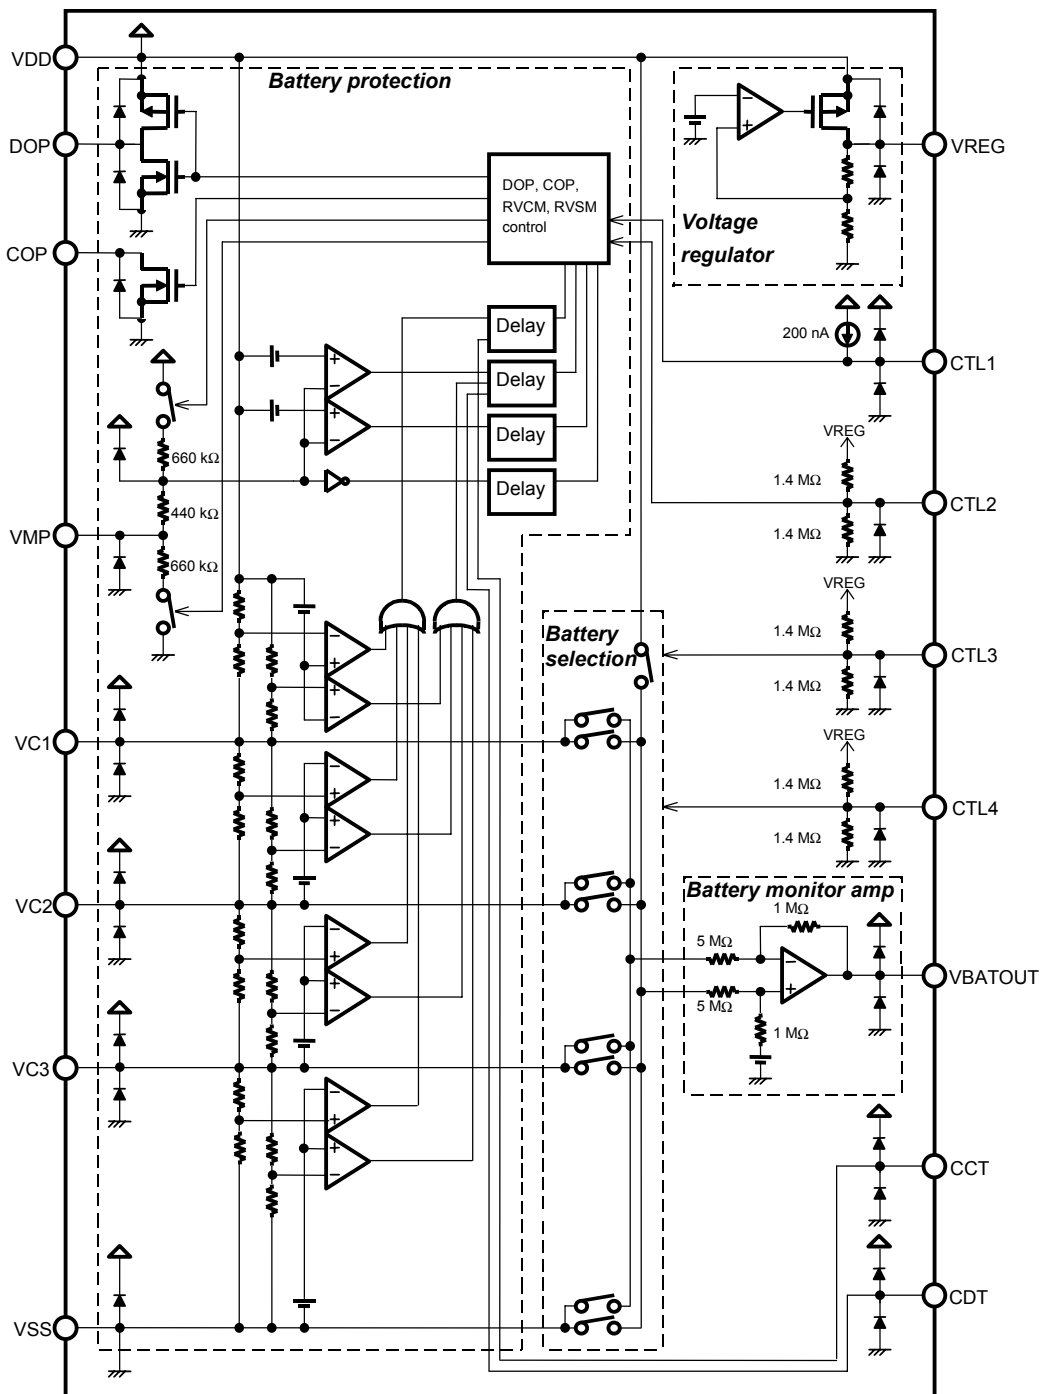 VDD
Battery protection
DOP
DOP, COP,
RVCM, RVSM
control
VREG
Voltage
regulator
COP
Delay
200 nA
CTL1
Delay
Delay
Delay
660 kΩ
440 kΩ
660 kΩ
VMP
VREG
1.4 MΩ
1.4 MΩ
CTL2
VREG
1.4 MΩ
1.4 MΩ
CTL3
Battery
selection
VC1
VREG
1.4 MΩ
1.4 MΩ
CTL4
VC2
Battery monitor amp
1 MΩ
5 MΩ
5 MΩ
1 MΩ
VBATOUT
VC3
CCT
CDT
VSS